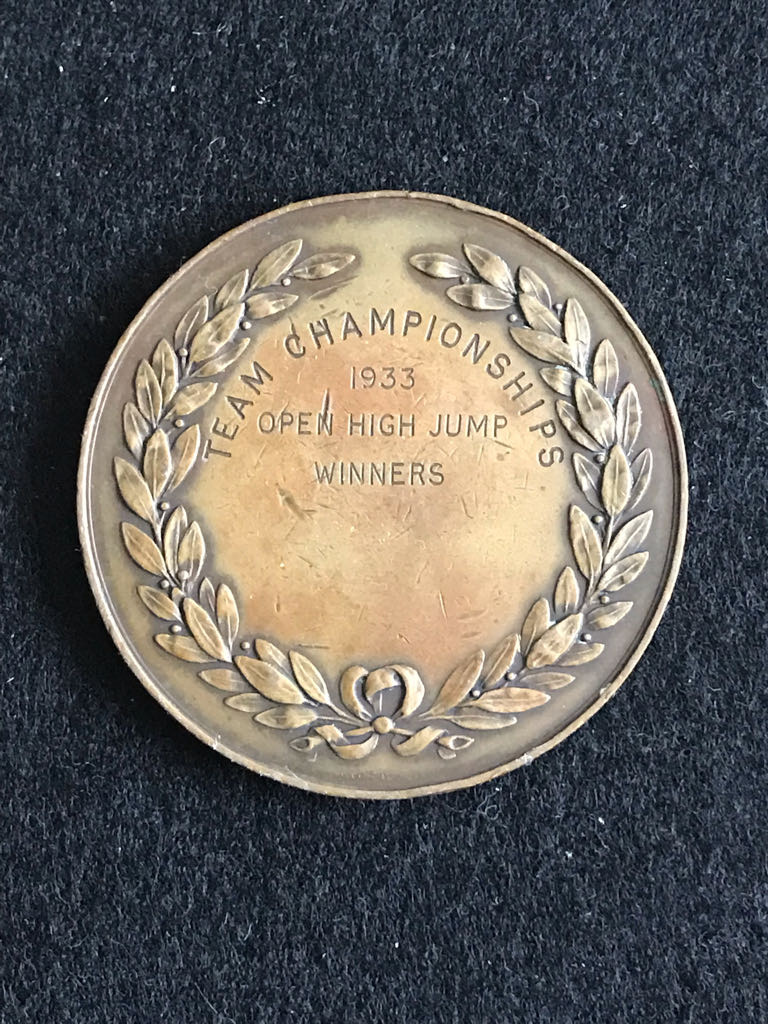 TEAM CHAMPIONSHIPS
1933
OPEN HIGH JUMP
WINNERS